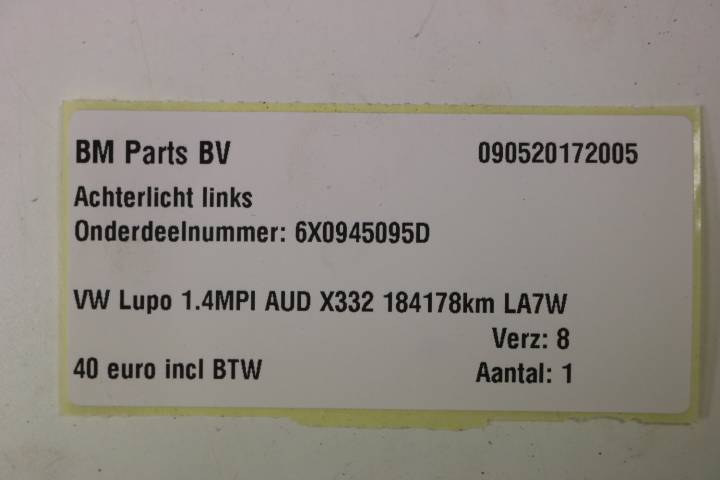 BM Parts BV 090520172005
Achterlicht links
Onderdeelnummer: 6X0945095D
VW Lupo 1.4MPI AUD X332 184178km LA7W
Verz: 8
40 euro incl BTW Aantal: 1